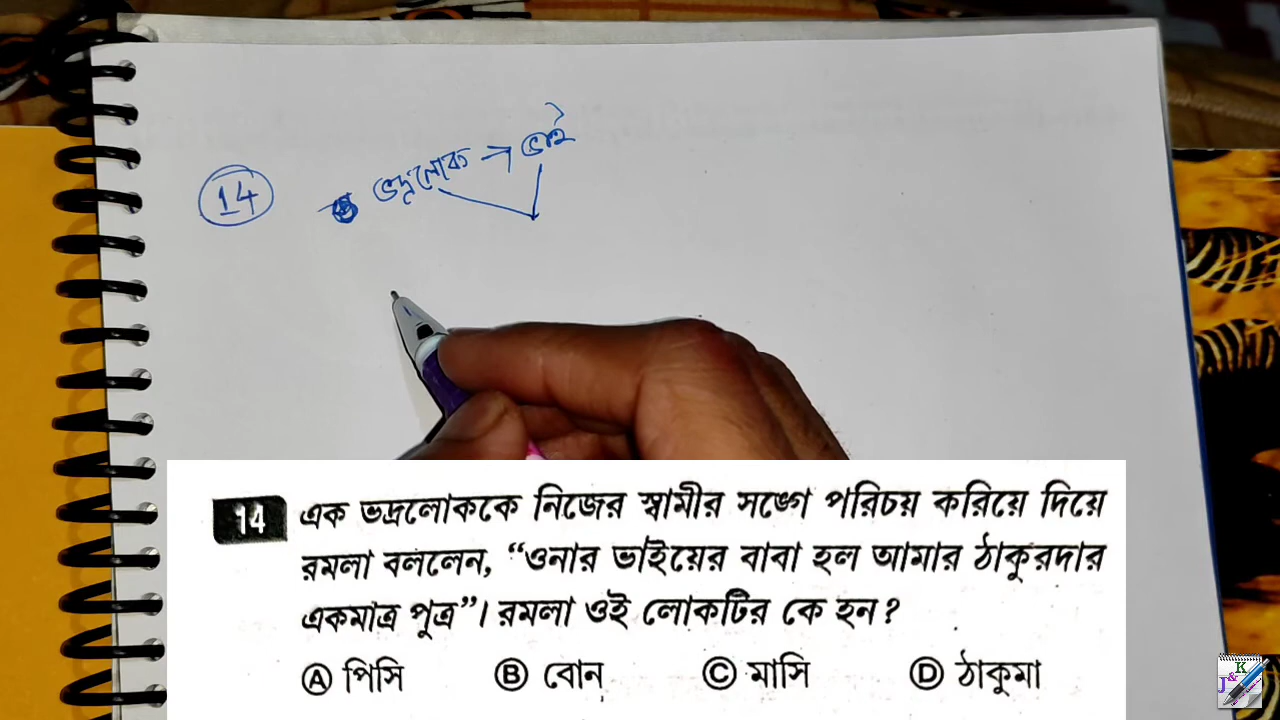 14 ভদ্রলোক → ভাই
14 এক ভদ্রলোককে নিজের স্বামীর সঙ্গে পরিচয় করিয়ে দিয়ে
রমলা বললেন, “ওনার ভাইয়ের বাবা হল আমার ঠাকুরদার
একমাত্র পুত্র”। রমলা ওই লোকটির কে হন?
Ⓐ পিসি Ⓑ বোন Ⓒ মাসি Ⓓ ঠাকুমা
J&K